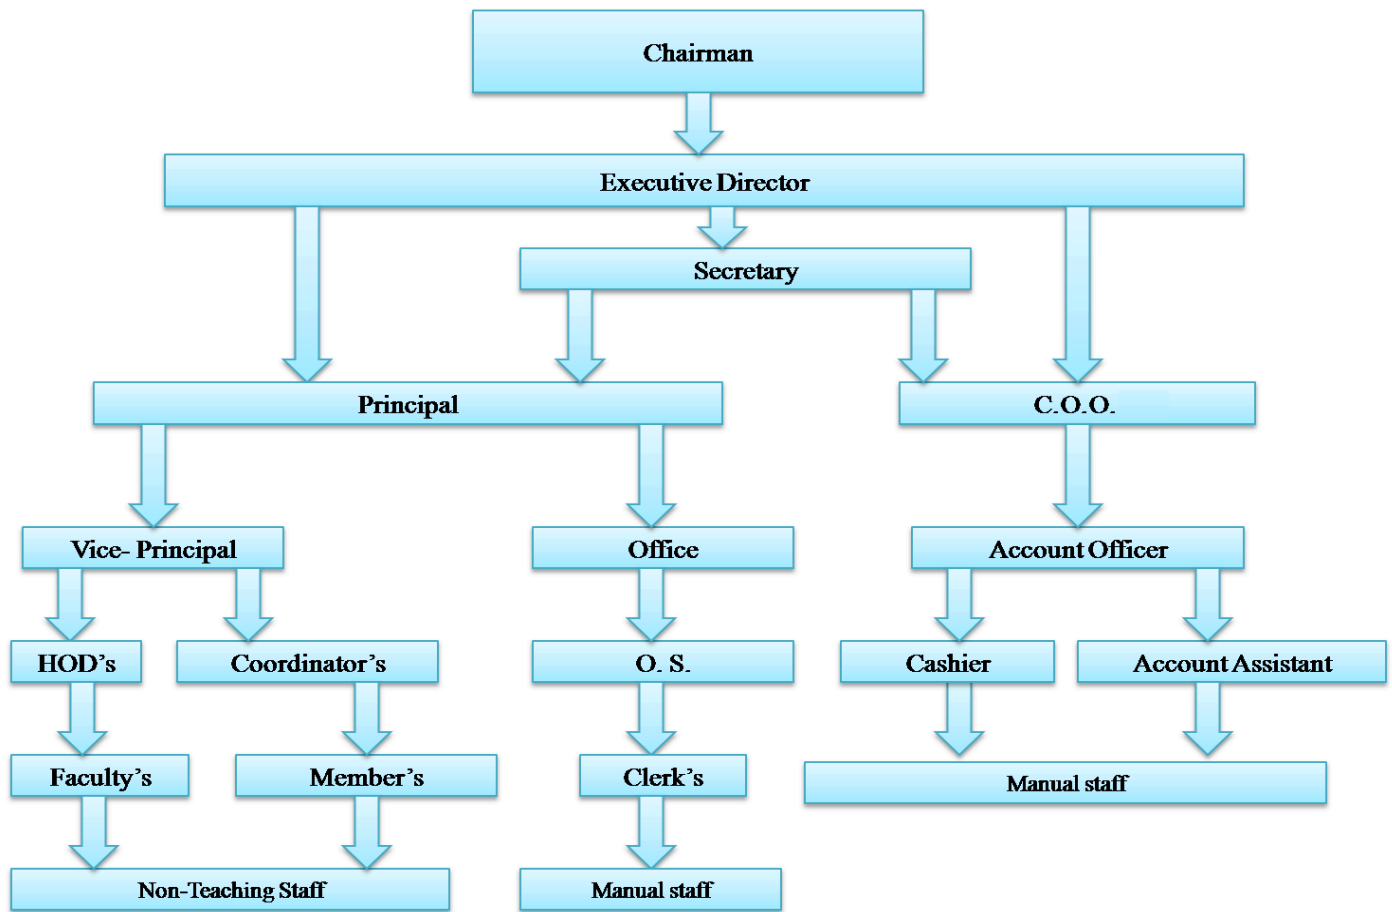 Chairman
Executive Director
Secretary
Principal
C.O.O.
Vice- Principal
Office
Account Officer
HOD’s
Coordinator’s
O. S.
Cashier
Account Assistant
Faculty’s
Member’s
Clerk’s
Manual staff
Non-Teaching Staff
Manual staff